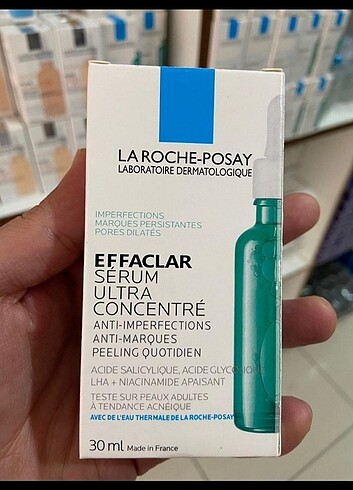 LA ROCHE-POSAY
LABORATOIRE DERMATOLOGIQUE
IMPERFECTIONS
MARQUES PERSISTANTES
PORES DILATÉS
EFFACLAR
SÉRUM
ULTRA
CONCENTRÉ
ANTI-IMPERFECTIONS
ANTI-MARQUES
PEELING QUOTIDIEN
ACIDE SALICYLIQUE, ACIDE GLYCOLIQUE
LHA + NIACINAMIDE APAISANT
TESTE SUR PEAUX ADULTES
À TENDANCE ACNÉIQUE
AVEC DE L'EAU THERMALE DE LA ROCHE-POSAY
30 ml Made in France